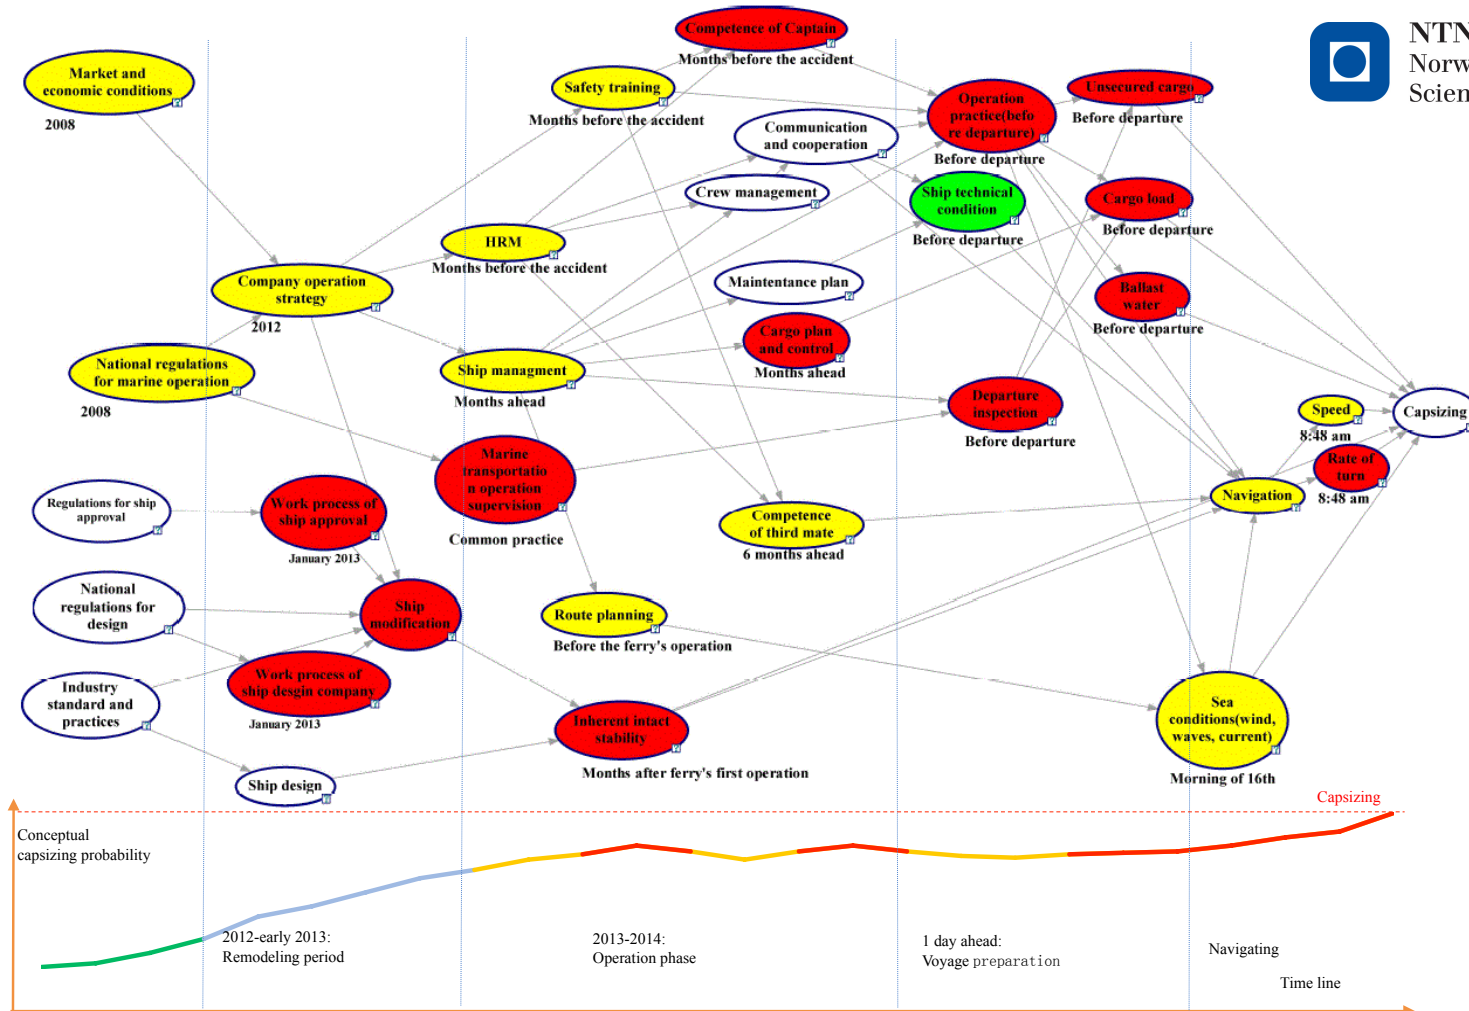 NTN
Norw
Scien
Competence of Captain
Months before the accident
Market and
economic conditions
2008
Safety training
Months before the accident
Operation
practice(befo
re departure)
Before departure
Unsecured cargo
Before departure
Communication
and cooperation
Crew management
Ship technical
condition
Before departure
Cargo load
Before departure
HRM
Months before the accident
Company operation
strategy
2012
Maintentance plan
Ballast
water
Before departure
Cargo plan
and control
Months ahead
National regulations
for marine operation
2008
Ship managment
Months ahead
Departure
inspection
Before departure
Speed
8:48 am
Capsizing
Rate of
turn
8:48 am
Marine
transportatio
n operation
supervision
Common practice
Navigation
Regulations for ship
approval
Work process of
ship approval
January 2013
Competence
of third mate
6 months ahead
National
regulations for
design
Ship
modification
Route planning
Before the ferry's operation
Work process of
ship desgin company
January 2013
Industry
standard and
practices
Inherent intact
stability
Months after ferry's first operation
Sea
conditions(wind,
waves, current)
Morning of 16th
Ship design
Capsizing
Conceptual
capsizing probability
2012-early 2013:
Remodeling period
2013-2014:
Operation phase
1 day ahead:
Voyage preparation
Navigating
Time line